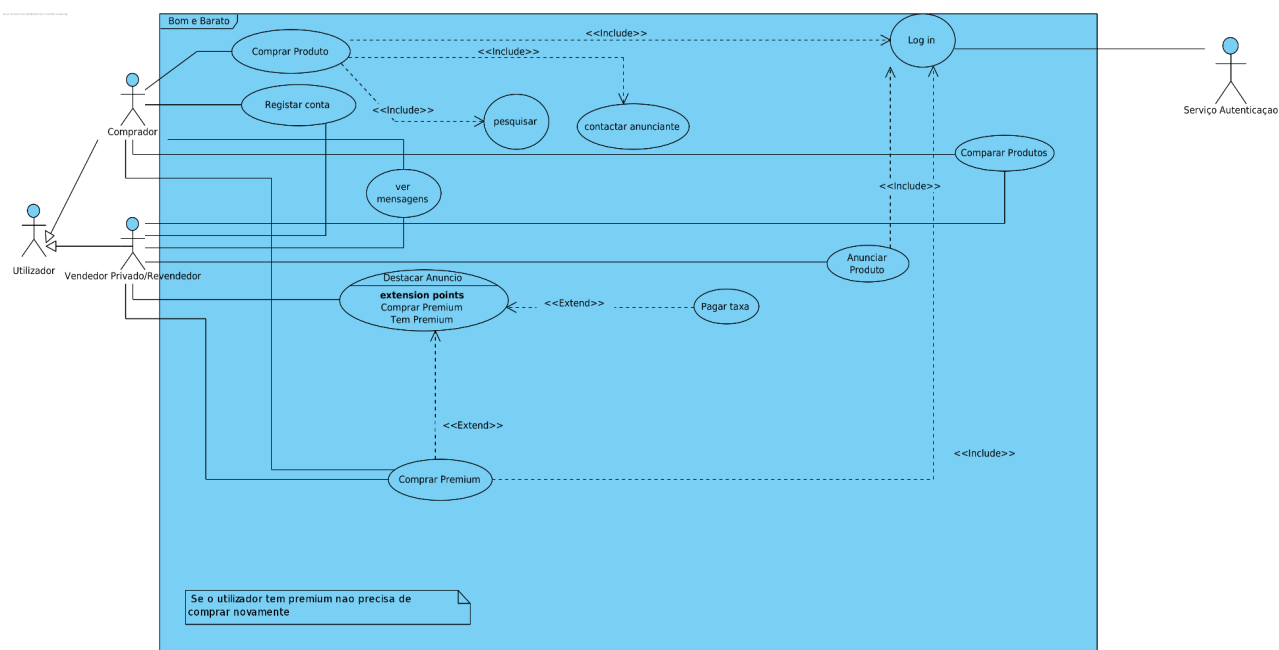 Bom e Barato
Log in
<<Include>>
Comprar Produto
<<Include>>
Registar conta
<<Include>>
pesquisar
contactar anunciante
Serviço Autenticaçao
Comprador
Comparar Produtos
<<Include>>
ver
mensagens
Utilizador
Vendedor Privado/Revendedor
Anunciar
Produto
Destacar Anuncio
extension points
Comprar Premium
Tem Premium
<<Extend>>
Pagar taxa
<<Extend>>
<<Include>>
Comprar Premium
Se o utilizador tem premium nao precisa de
comprar novamente